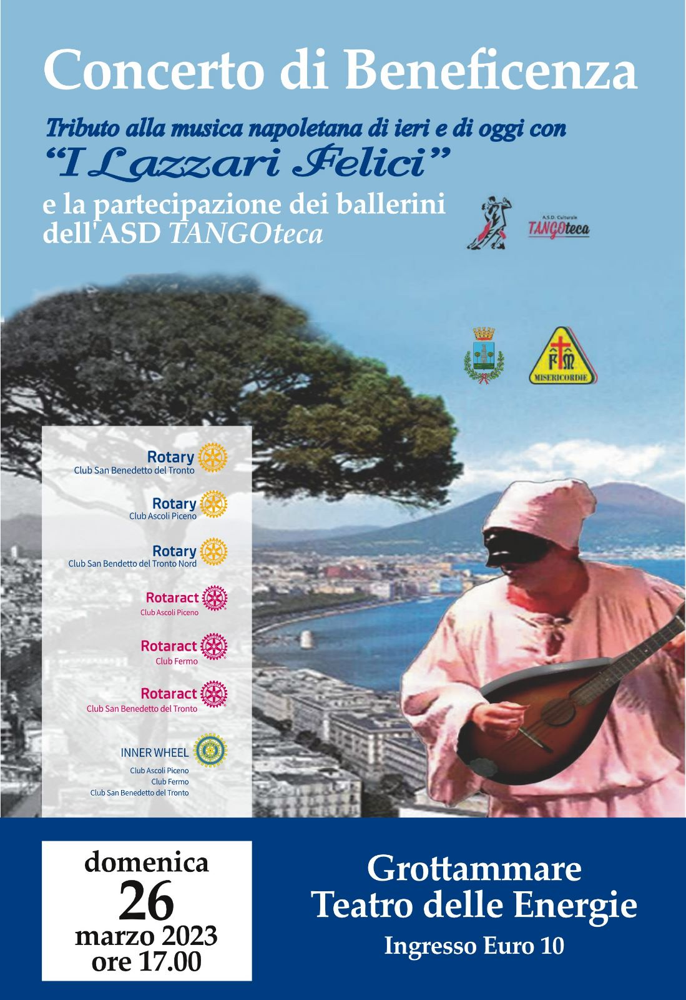 Concerto di Beneficenza
Tributo alla musica napoletana di ieri e di oggi con
“I Lazzari Felici”
e la partecipazione dei ballerini
dell'ASD TANGOteca
A.S.D. Culturale
TANGOteca
F M
MISERICORDIE
Rotary
Club San Benedetto del Tronto
Rotary
Club Ascoli Piceno
Rotary
Club San Bendetto del Tronto Nord
Rotaract
Club Ascoli Piceno
Rotaract
Club Fermo
Rotaract
Club San Benedetto del Tronto
INNER WHEEL
Club Ascoli Piceno
Club Fermo
Club San Benedetto del Tronto
domenica
26
marzo 2023
ore 17.00
Grottammare
Teatro delle Energie
Ingresso Euro 10